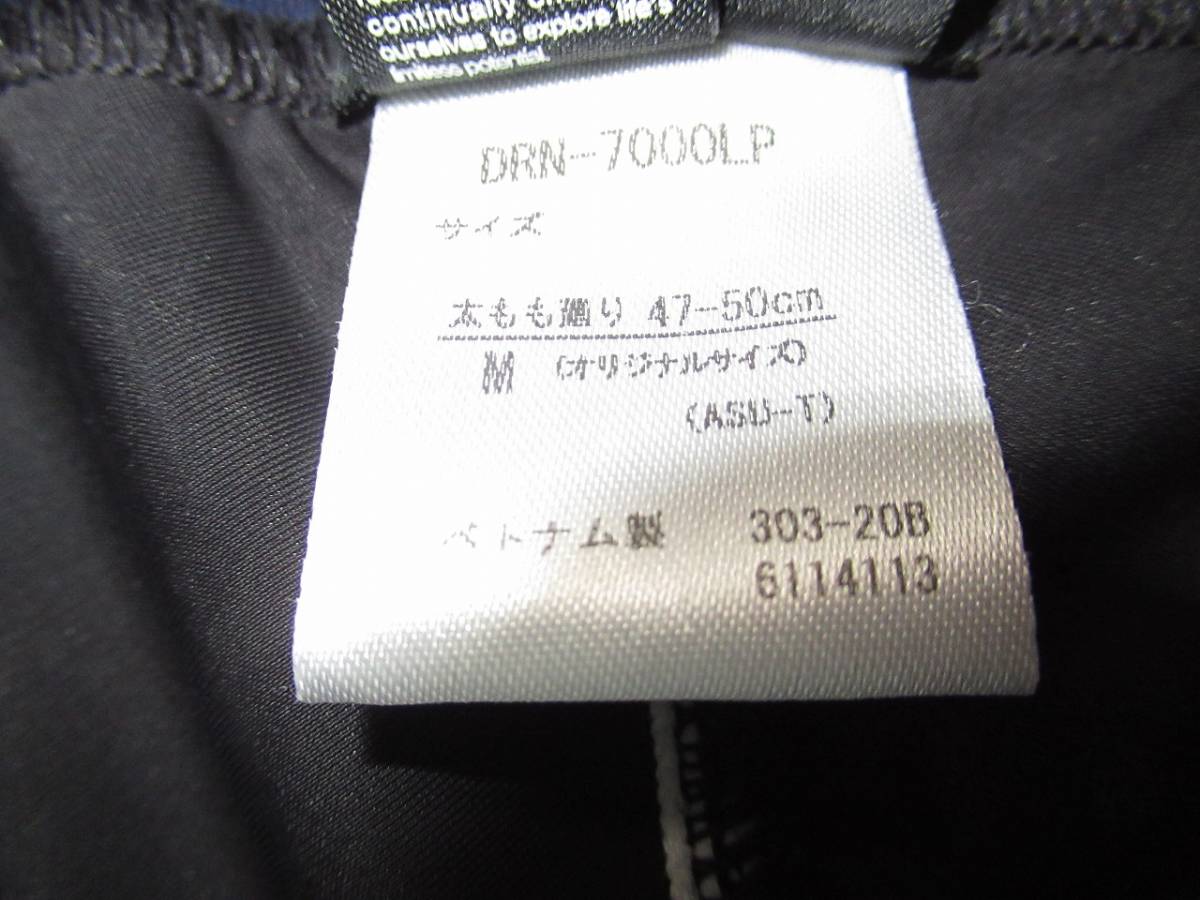 continually
ourselves to explore life's
limitless potential.
DRN-7000LP
サイズ
太もも廻り 47-50cm
M (オリジナルサイズ)
(ASU-T)
ベトナム製 303-20B
6114113